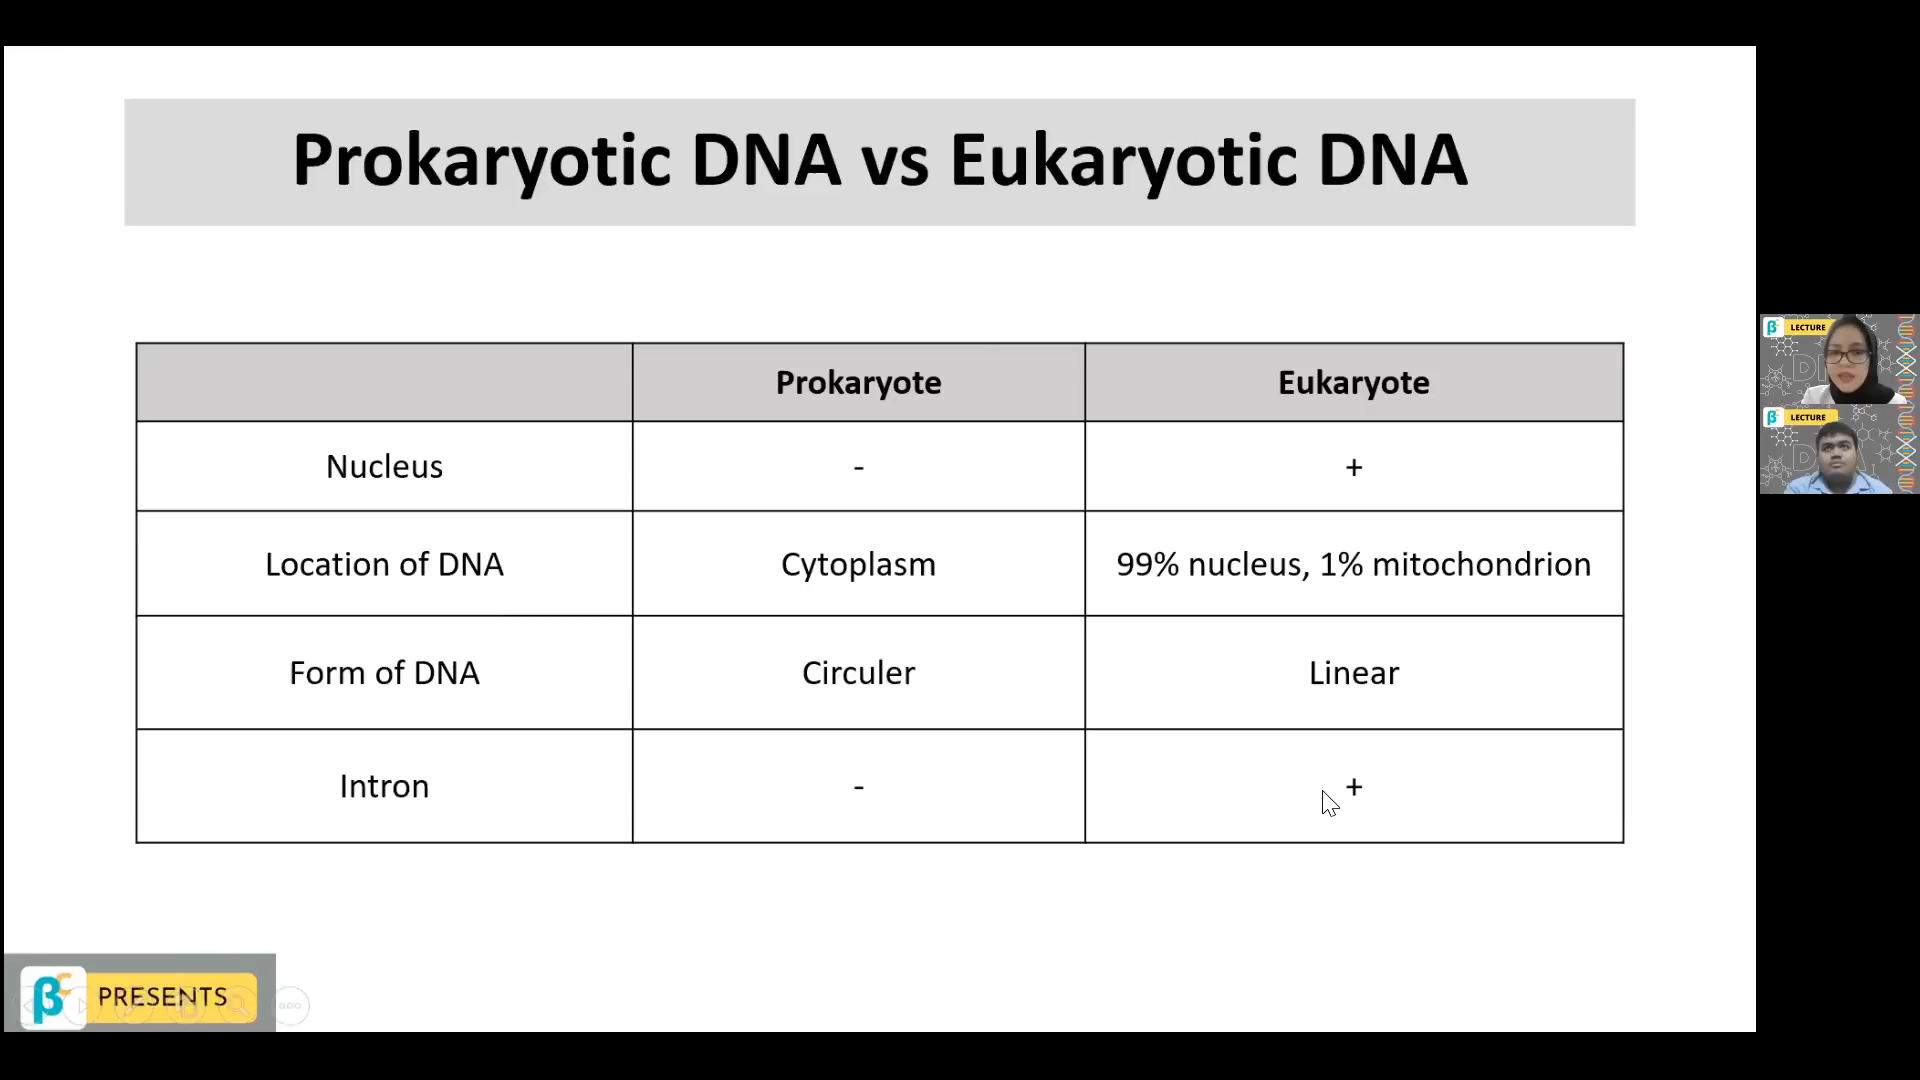 Prokaryotic DNA vs Eukaryotic DNA
Prokaryote Eukaryote
Nucleus - +
Location of DNA Cytoplasm 99% nucleus, 1% mitochondrion
Form of DNA Circuler Linear
Intron - +
β PRESENTS
β LECTURE
β LECTURE